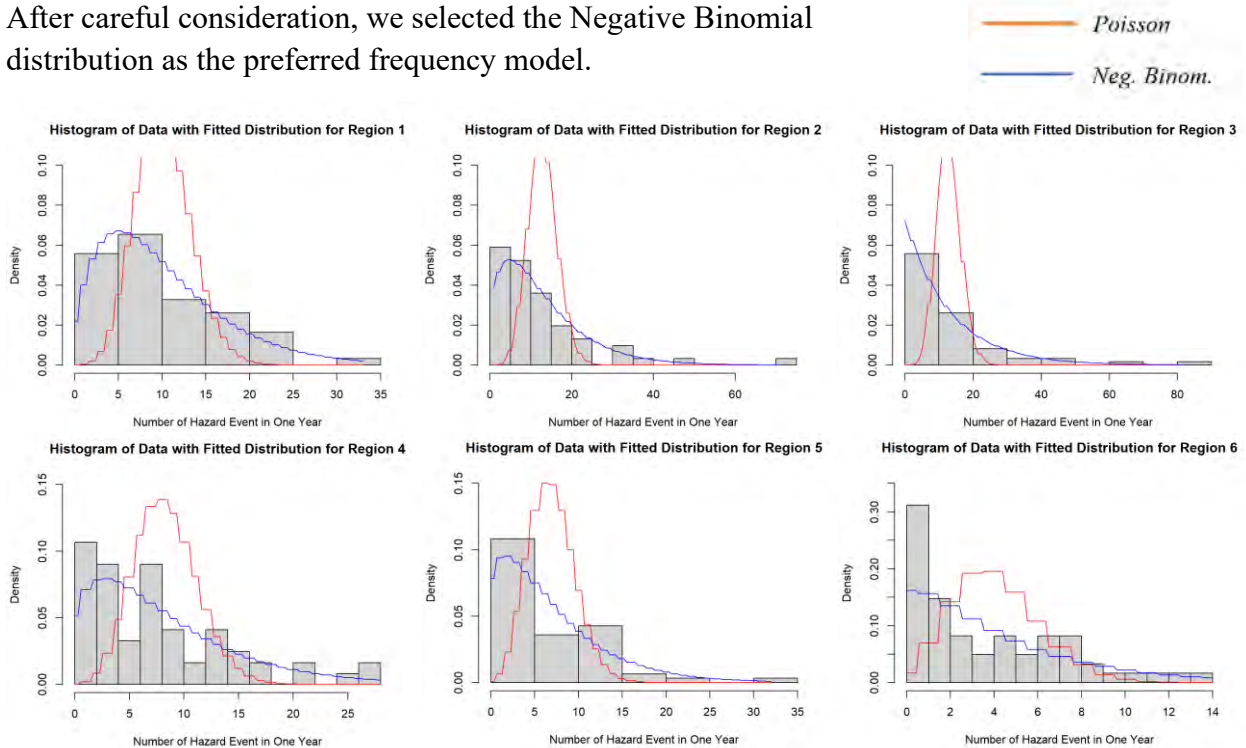 After careful consideration, we selected the Negative Binomial
distribution as the preferred frequency model.
Poisson
Neg. Binom.
Histogram of Data with Fitted Distribution for Region 1
Density
0.00 0.02 0.04 0.06 0.08 0.10
0 5 10 15 20 25 30 35
Number of Hazard Event in One Year
Histogram of Data with Fitted Distribution for Region 2
Density
0.00 0.02 0.04 0.06 0.08 0.10
0 20 40 60
Number of Hazard Event in One Year
Histogram of Data with Fitted Distribution for Region 3
Density
0.00 0.02 0.04 0.06 0.08 0.10
0 20 40 60 80
Number of Hazard Event in One Year
Histogram of Data with Fitted Distribution for Region 4
Density
0.00 0.05 0.10 0.15
0 5 10 15 20 25
Number of Hazard Event in One Year
Histogram of Data with Fitted Distribution for Region 5
Density
0.00 0.05 0.10 0.15
0 5 10 15 20 25 30 35
Number of Hazard Event in One Year
Histogram of Data with Fitted Distribution for Region 6
Density
0.00 0.10 0.20 0.30
0 2 4 6 8 10 12 14
Number of Hazard Event in One Year